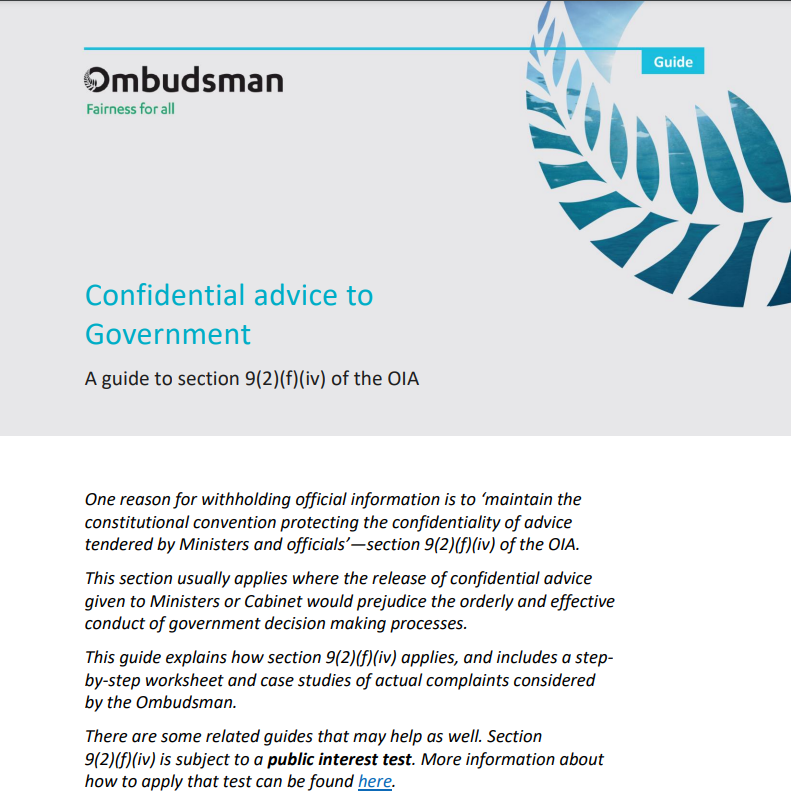 Guide
Ombudsman
Fairness for all
Confidential advice to
Government
A guide to section 9(2)(f)(iv) of the OIA
One reason for withholding official information is to ‘maintain the
constitutional convention protecting the confidentiality of advice
tendered by Ministers and officials’—section 9(2)(f)(iv) of the OIA.
This section usually applies where the release of confidential advice
given to Ministers or Cabinet would prejudice the orderly and effective
conduct of government decision making processes.
This guide explains how section 9(2)(f)(iv) applies, and includes a step-
by-step worksheet and case studies of actual complaints considered
by the Ombudsman.
There are some related guides that may help as well. Section
9(2)(f)(iv) is subject to a public interest test. More information about
how to apply that test can be found here.